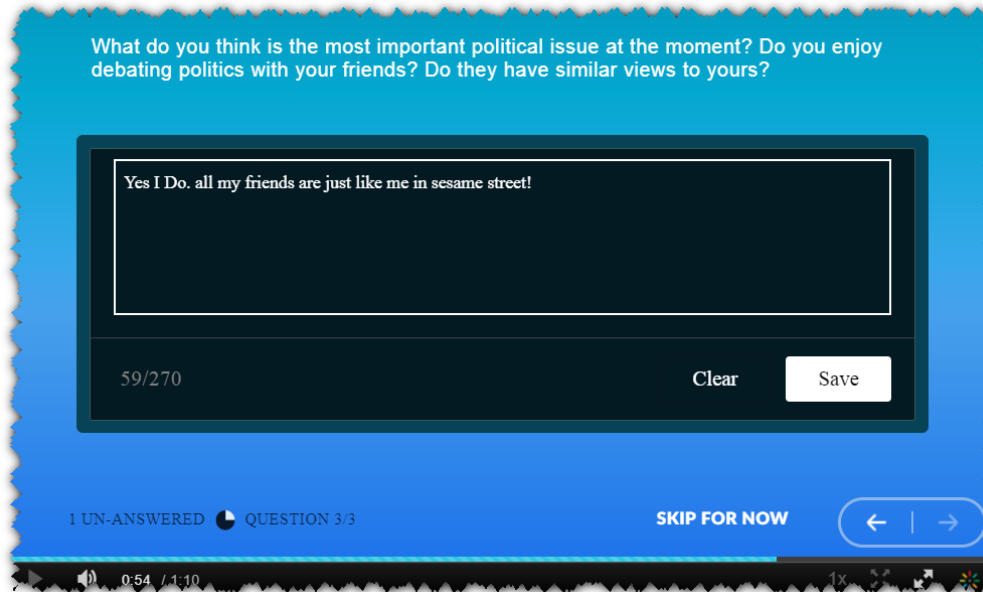 What do you think is the most important political issue at the moment? Do you enjoy
debating politics with your friends? Do they have similar views to yours?
Yes I Do. all my friends are just like me in sesame street!
59/270
Clear
Save
1 UN-ANSWERED
QUESTION 3/3
SKIP FOR NOW
0:54 / 1:10
1x